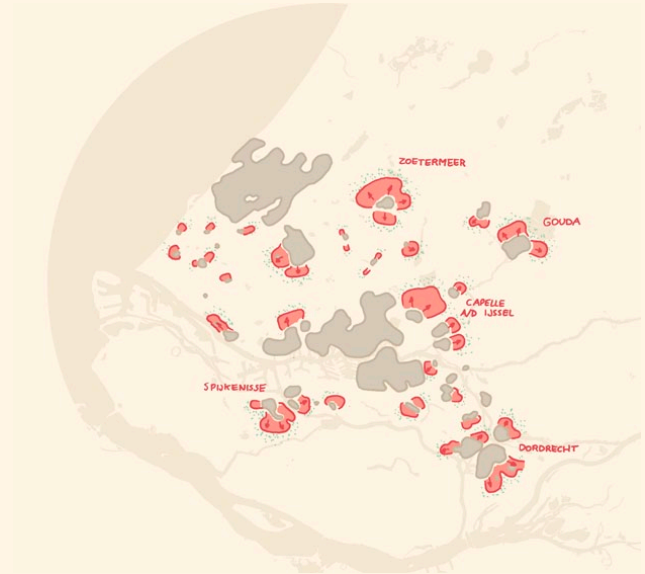 ZOETERMEER
GOUDA
CAPELLE
A/D IJSSEL
SPIJKENISSE
DORDRECHT